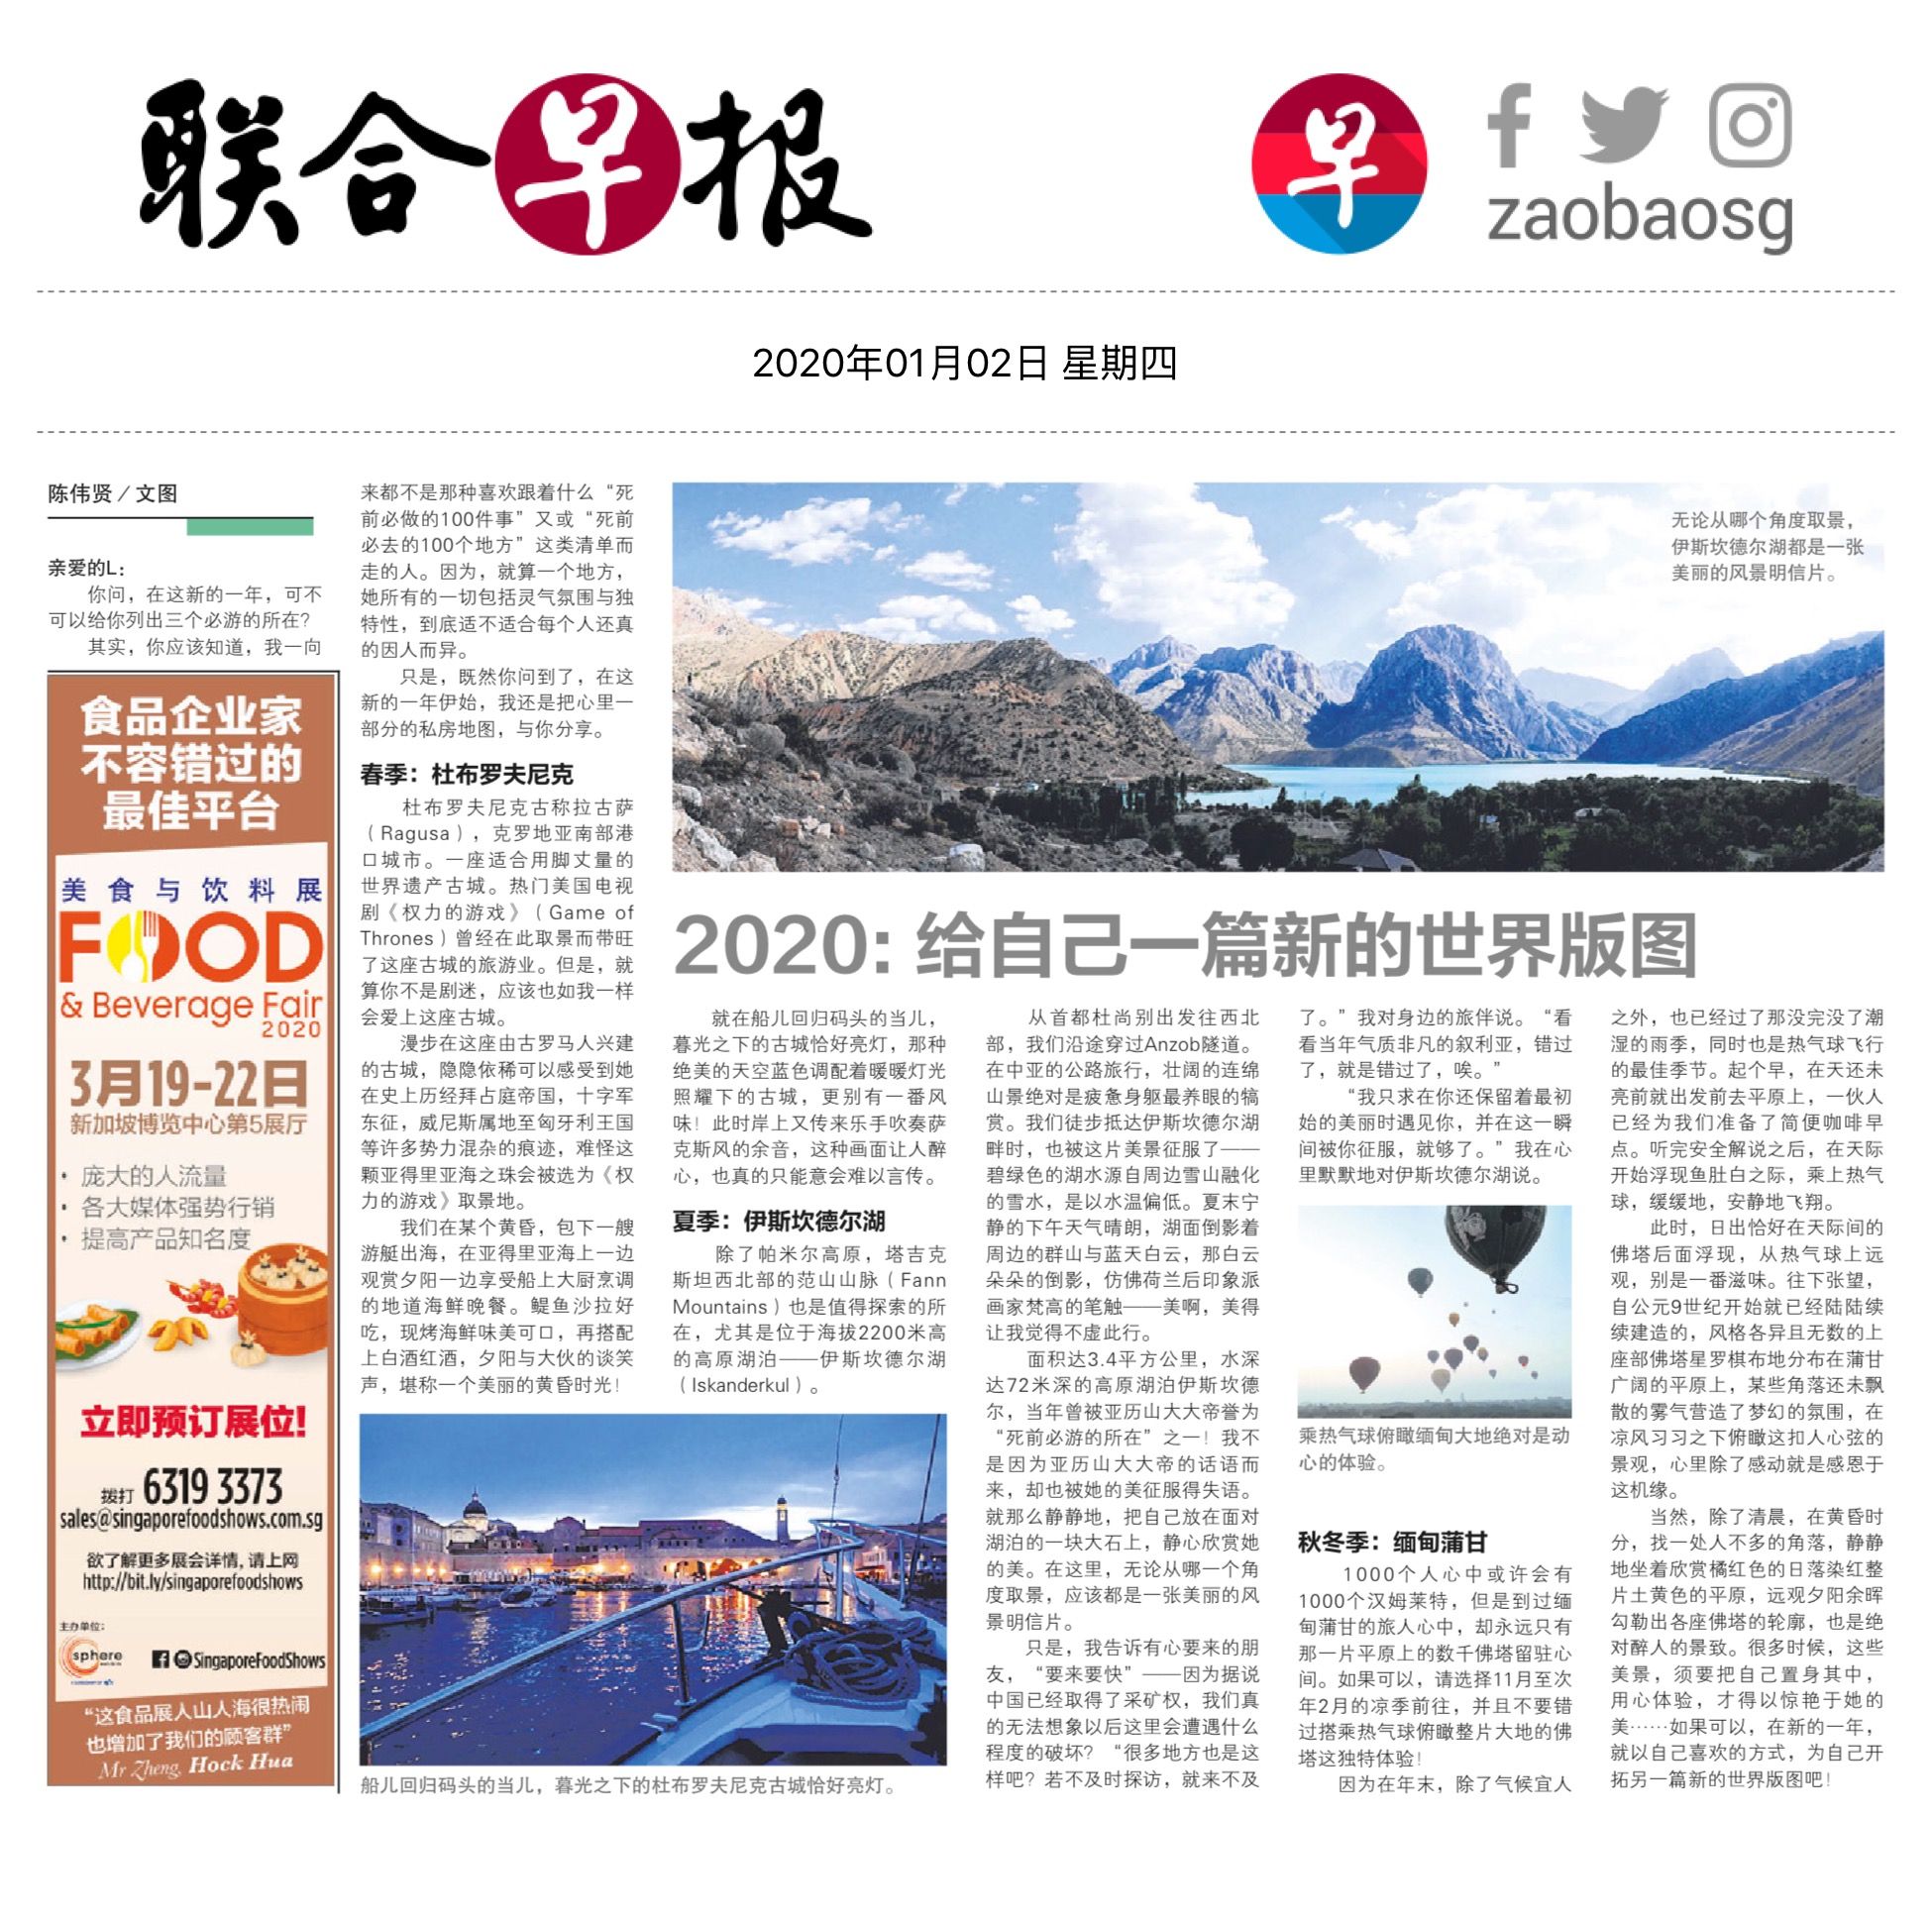 联合早报
早
zaobaosg
2020年01月02日 星期四
陈伟贤／文图
亲爱的L：
你问，在这新的一年，可不
可以给你列出三个必游的所在？
其实，你应该知道，我一向
来都不是那种喜欢跟着什么“死
前必做的100件事”又或“死前
必去的100个地方”这类清单而
走的人。因为，就算一个地方，
她所有的一切包括灵气氛围与独
特性，到底适不适合每个人还真
的因人而异。
只是，既然你问到了，在这
新的一年伊始，我还是把心里一
部分的私房地图，与你分享。
春季：杜布罗夫尼克
杜布罗夫尼克古称拉古萨
（Ragusa），克罗地亚南部港
口城市。一座适合用脚丈量的
世界遗产古城。热门美国电视
剧《权力的游戏》（Game of
Thrones）曾经在此取景而带旺
了这座古城的旅游业。但是，就
算你不是剧迷，应该也如我一样
会爱上这座古城。
漫步在这座由古罗马人兴建
的古城，隐隐依稀可以感受到她
在史上历经拜占庭帝国，十字军
东征，威尼斯属地至匈牙利王国
等许多势力混杂的痕迹，难怪这
颗亚得里亚海之珠会被选为《权
力的游戏》取景地。
我们在某个黄昏，包下一艘
游艇出海，在亚得里亚海上一边
观赏夕阳一边享受船上大厨烹调
的地道海鲜晚餐。鳀鱼沙拉好
吃，现烤海鲜味美可口，再搭配
上白酒红酒，夕阳与大伙的谈笑
声，堪称一个美丽的黄昏时光！
船儿回归码头的当儿，暮光之下的杜布罗夫尼克古城恰好亮灯。
无论从哪个角度取景，
伊斯坎德尔湖都是一张
美丽的风景明信片。
2020: 给自己一篇新的世界版图
就在船儿回归码头的当儿，
暮光之下的古城恰好亮灯，那种
绝美的天空蓝色调配着暖暖灯光
照耀下的古城，更别有一番风
味！此时岸上又传来乐手吹奏萨
克斯风的余音，这种画面让人醉
心，也真的只能意会难以言传。
夏季：伊斯坎德尔湖
除了帕米尔高原，塔吉克
斯坦西北部的范山山脉（Fann
Mountains）也是值得探索的所
在，尤其是位于海拔2200米高
的高原湖泊——伊斯坎德尔湖
（Iskanderkul）。
从首都杜尚别出发往西北
部，我们沿途穿过Anzob隧道。
在中亚的公路旅行，壮阔的连绵
山景绝对是疲惫身躯最养眼的犒
赏。我们徒步抵达伊斯坎德尔湖
畔时，也被这片美景征服了——
碧绿色的湖水源自周边雪山融化
的雪水，是以水温偏低。夏末宁
静的下午天气晴朗，湖面倒影着
周边的群山与蓝天白云，那白云
朵朵的倒影，仿佛荷兰后印象派
画家梵高的笔触——美啊，美得
让我觉得不虚此行。
面积达3.4平方公里，水深
达72米深的高原湖泊伊斯坎德
尔，当年曾被亚历山大大帝誉为
“死前必游的所在”之一！我不
是因为亚历山大大帝的话语而
来，却也被她的美征服得失语。
就那么静静地，把自己放在面对
湖泊的一块大石上，静心欣赏她
的美。在这里，无论从哪一个角
度取景，应该都是一张美丽的风
景明信片。
只是，我告诉有心要来的朋
友，“要来要快”——因为据说
中国已经取得了采矿权，我们真
的无法想象以后这里会遭遇什么
程度的破坏？“很多地方也是这
样吧？若不及时探访，就来不及
了。”我对身边的旅伴说。“看
看当年气质非凡的叙利亚，错过
了，就是错过了，唉。”
“我只求在你还保留着最初
始的美丽时遇见你，并在这一瞬
间被你征服，就够了。”我在心
里默默地对伊斯坎德尔湖说。
乘热气球俯瞰缅甸大地绝对是动
心的体验。
秋冬季：缅甸蒲甘
1000个人心中或许会有
1000个汉姆莱特，但是到过缅
甸蒲甘的旅人心中，却永远只有
那一片平原上的数千佛塔留驻心
间。如果可以，请选择11月至次
年2月的凉季前往，并且不要错
过搭乘热气球俯瞰整片大地的佛
塔这独特体验！
因为在年末，除了气候宜人
之外，也已经过了那没完没了潮
湿的雨季，同时也是热气球飞行
的最佳季节。起个早，在天还未
亮前就出发前去平原上，一伙人
已经为我们准备了简便咖啡早
点。听完安全解说之后，在天际
开始浮现鱼肚白之际，乘上热气
球，缓缓地，安静地飞翔。
此时，日出恰好在天际间的
佛塔后面浮现，从热气球上远
观，别是一番滋味。往下张望，
自公元9世纪开始就已经陆陆续
续建造的，风格各异且无数的上
座部佛塔星罗棋布地分布在蒲甘
广阔的平原上，某些角落还未飘
散的雾气营造了梦幻的氛围，在
凉风习习之下俯瞰这扣人心弦的
景观，心里除了感动就是感恩于
这机缘。
当然，除了清晨，在黄昏时
分，找一处人不多的角落，静静
地坐着欣赏橘红色的日落染红整
片土黄色的平原，远观夕阳余晖
勾勒出各座佛塔的轮廓，也是绝
对醉人的景致。很多时候，这些
美景，须要把自己置身其中，
用心体验，才得以惊艳于她的
美……如果可以，在新的一年，
就以自己喜欢的方式，为自己开
拓另一篇新的世界版图吧！
食品企业家
不容错过的
最佳平台
美食与饮料展
FOOD
& Beverage Fair
2020
3月19-22日
新加坡博览中心第5展厅
• 庞大的人流量
• 各大媒体强势行销
• 提高产品知名度
立即预订展位!
拨打 6319 3373
sales@singaporefoodshows.com.sg
欲了解更多展会详情, 请上网
http://bit.ly/singaporefoodshows
主办单位:
sphere
SingaporeFoodShows
“这食品展人山人海很热闹
也增加了我们的顾客群”
Mr Zheng, Hock Hua